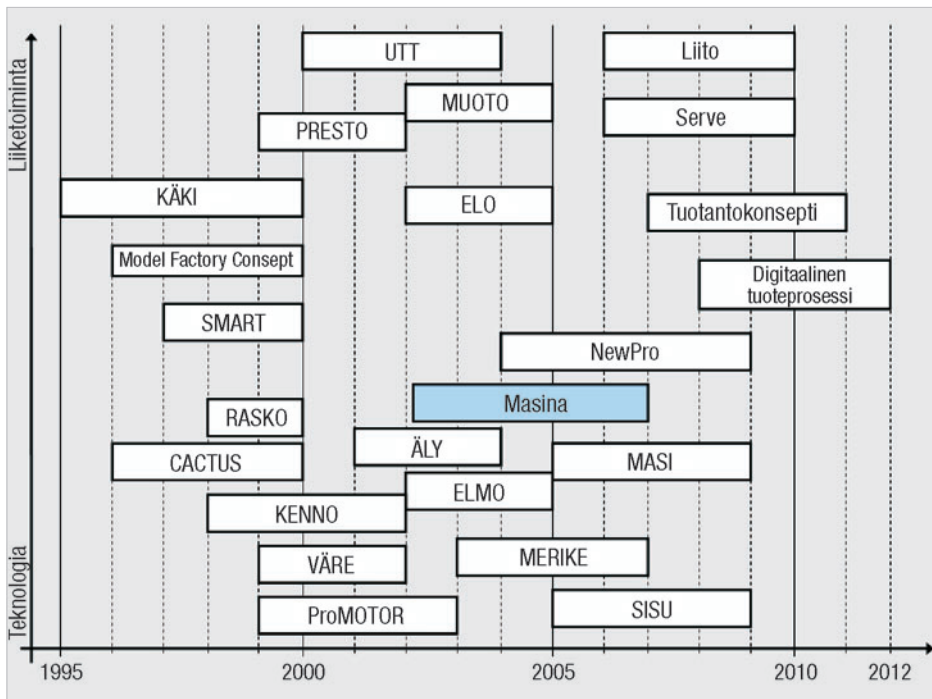 Liiketoiminta
Teknologia
UTT
Liito
MUOTO
Serve
PRESTO
KÄKI
ELO
Tuotantokonsepti
Model Factory Consept
Digitaalinen
tuoteprosessi
SMART
NewPro
Masina
RASKO
ÄLY
CACTUS
MASI
ELMO
KENNO
VÄRE
MERIKE
ProMOTOR
SISU
1995
2000
2005
2010
2012